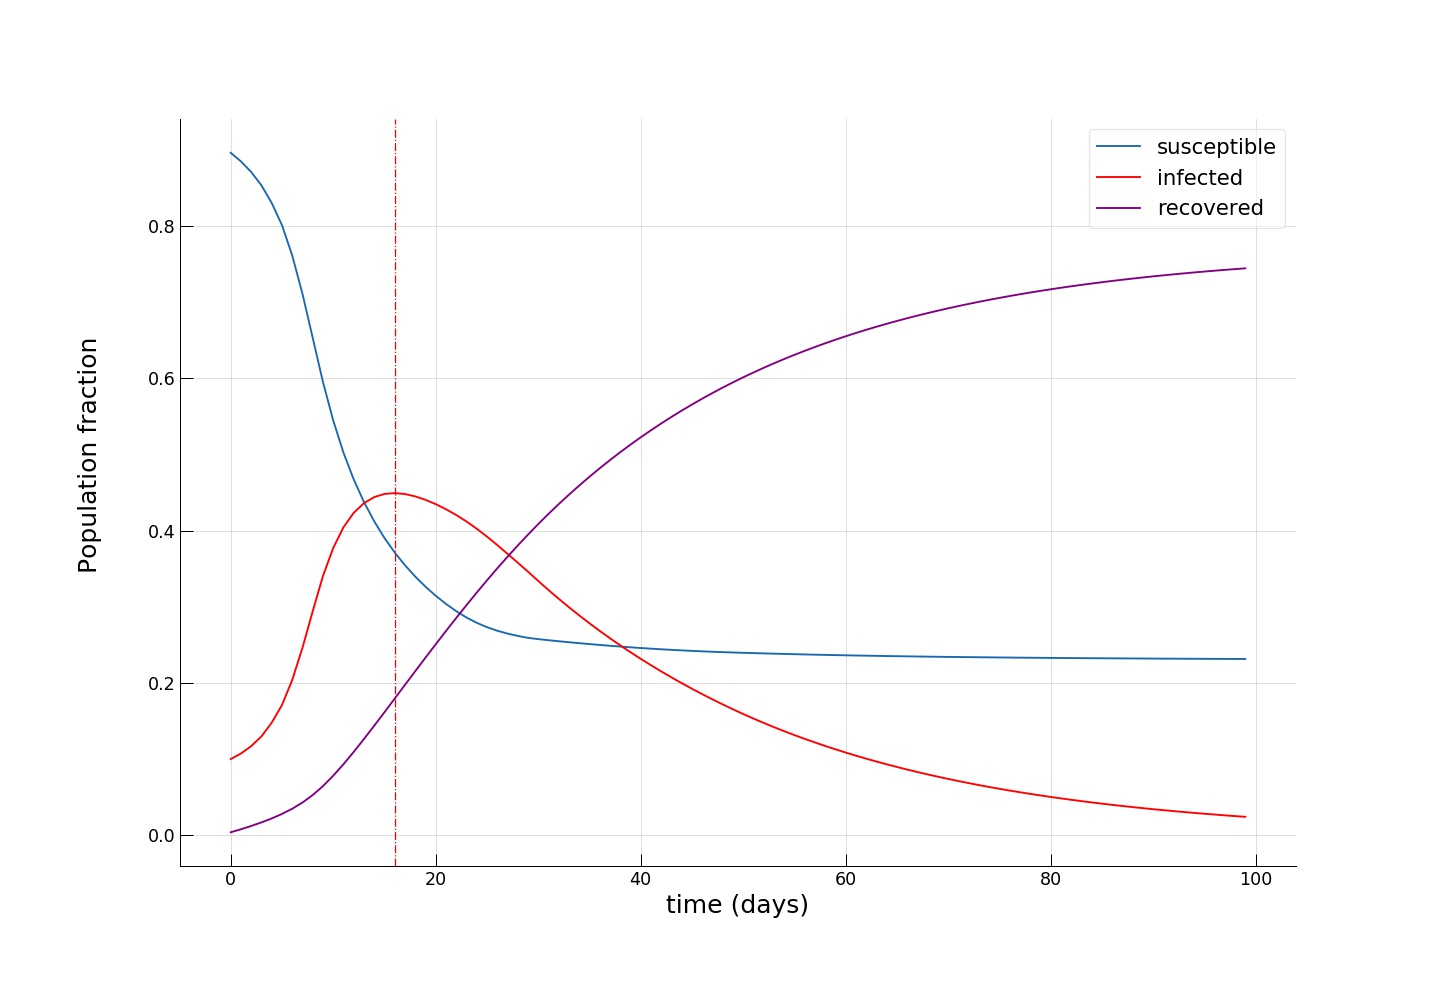 susceptible
infected
recovered
Population fraction
0.8
0.6
0.4
0.2
0.0
0 20 40 60 80 100
time (days)